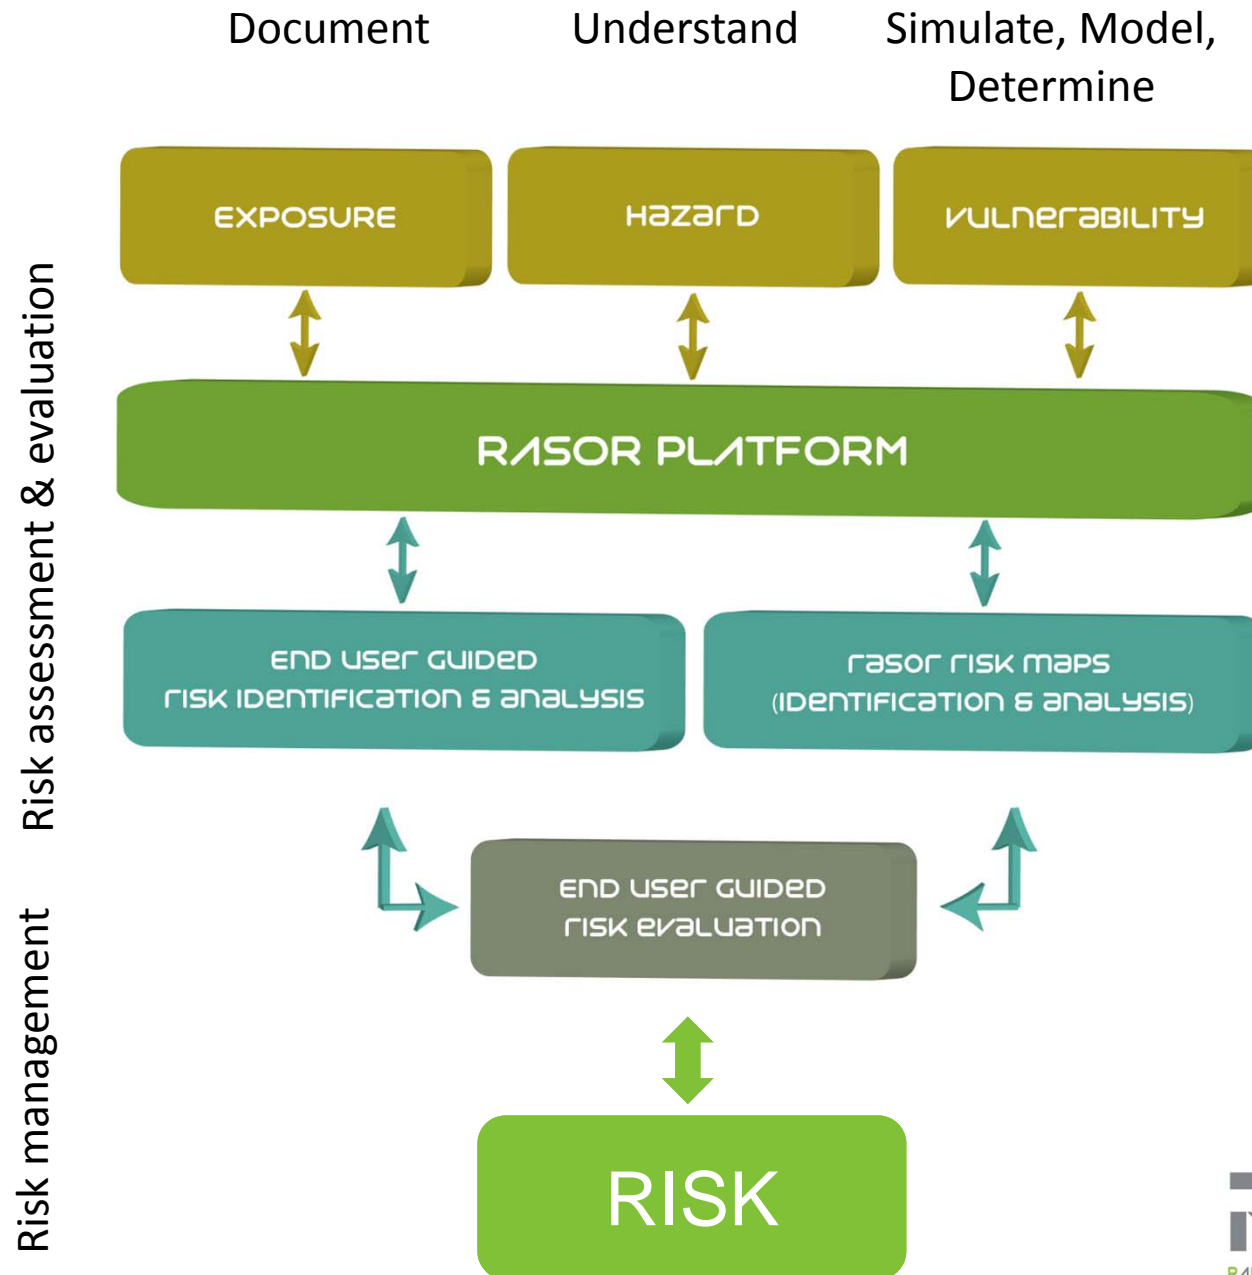 Document
Understand
Simulate, Model,
Determine
EXPOSURE
Hazard
VULNERABILITY
RASOR PLATFORM
END USER GUIDED
RISK IDENTIFICATION & ANALYSIS
RASOR RISK MAPS
(IDENTIFICATION & ANALYSIS)
END USER GUIDED
RISK EVALUATION
RISK
Risk assessment & evaluation
Risk management